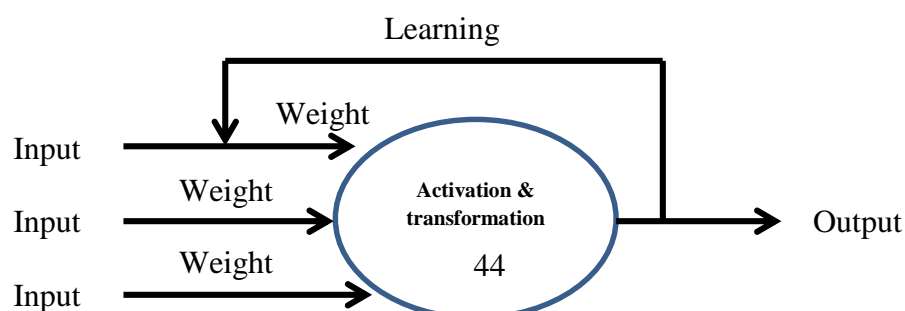 Learning
Weight
Input
Weight
Activation &
transformation
Input
Output
Weight
44
Input